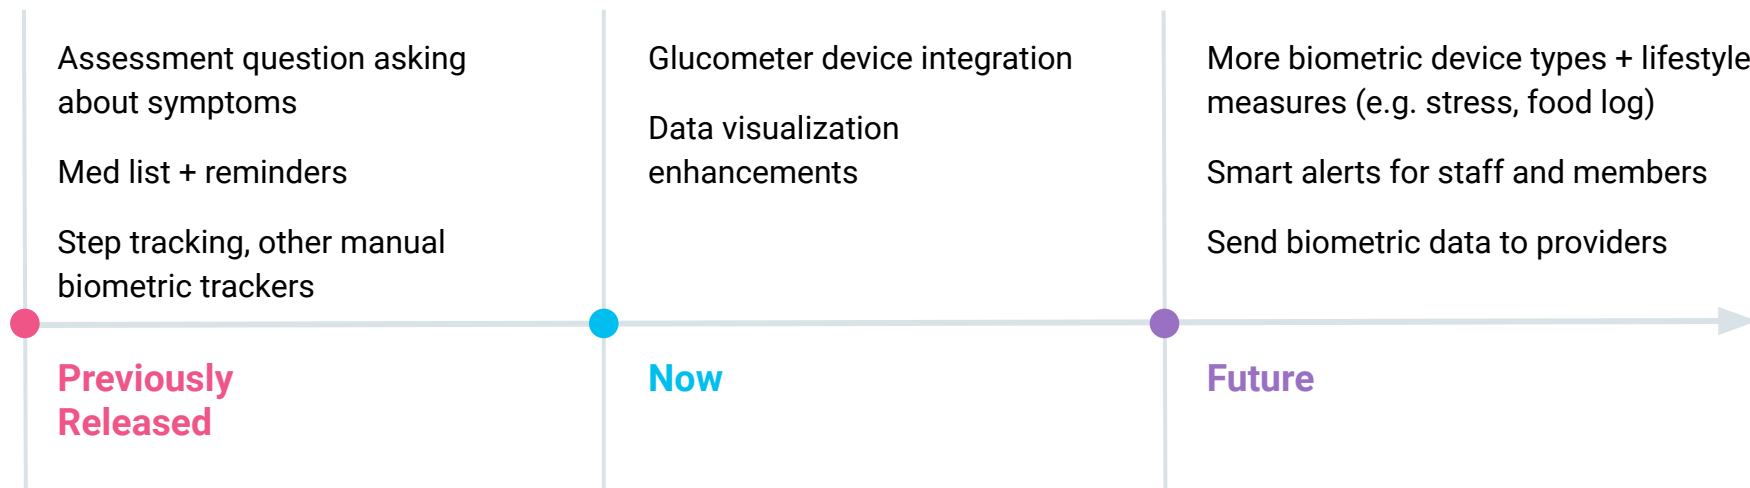 Assessment question asking
about symptoms
Med list + reminders
Step tracking, other manual
biometric trackers
Previously
Released
Glucometer device integration
Data visualization
enhancements
Now
More biometric device types + lifestyle
measures (e.g. stress, food log)
Smart alerts for staff and members
Send biometric data to providers
Future